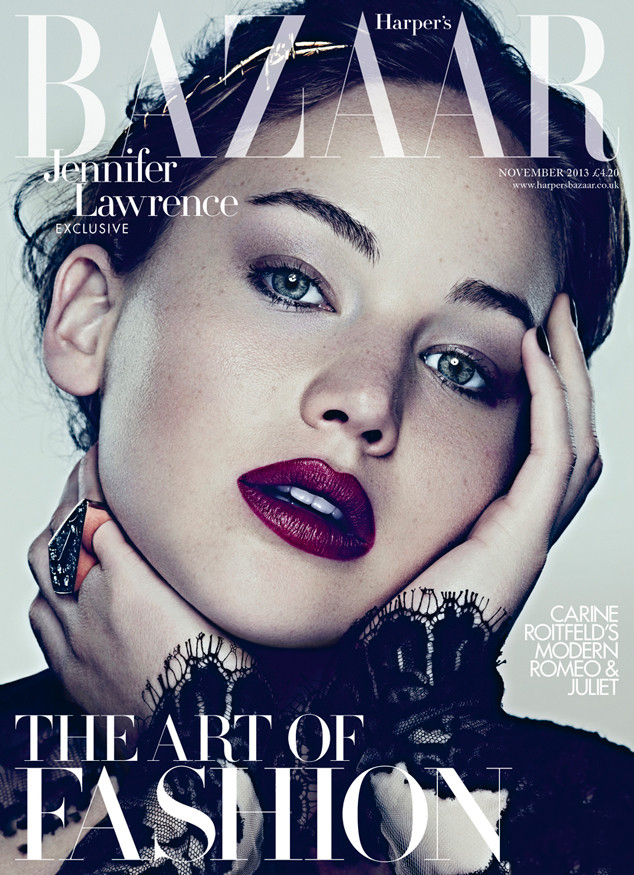 Harper's
BAZAAR
NOVEMBER 2013 £4.20
www.harpersbazaar.co.uk
Jennifer
Lawrence
EXCLUSIVE
CARINE
ROITFELD'S
MODERN
ROMEO &
JULIET
THE ART OF
FASHION